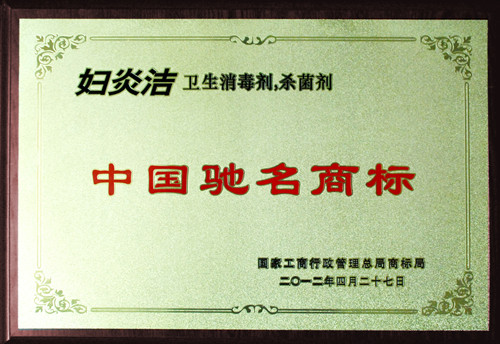 妇炎洁 卫生消毒剂,杀菌剂
中国驰名商标
国家工商行政管理总局商标局
二〇一二年四月二十七日